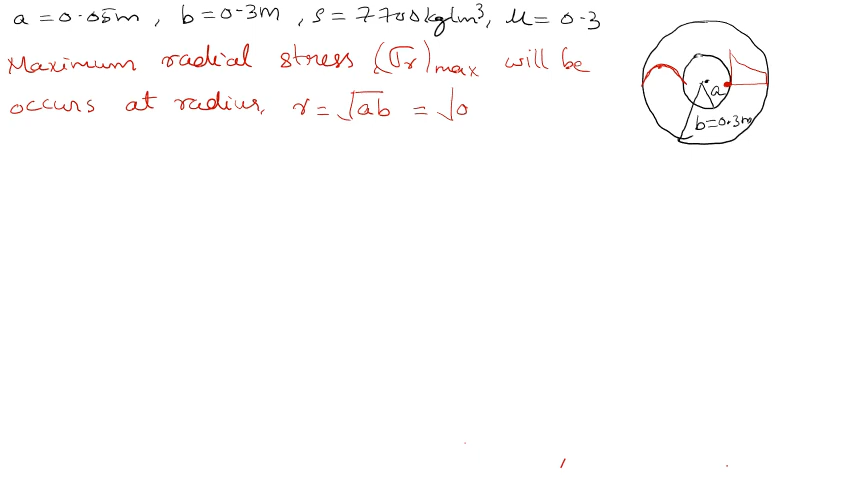 a = 0.05m, b = 0.3m, ρ = 7700kg/m³, μ = 0.3
Maximum radial stress (σr)max will be
occurs at radius, r = √ab = √0
a
b=0.3m